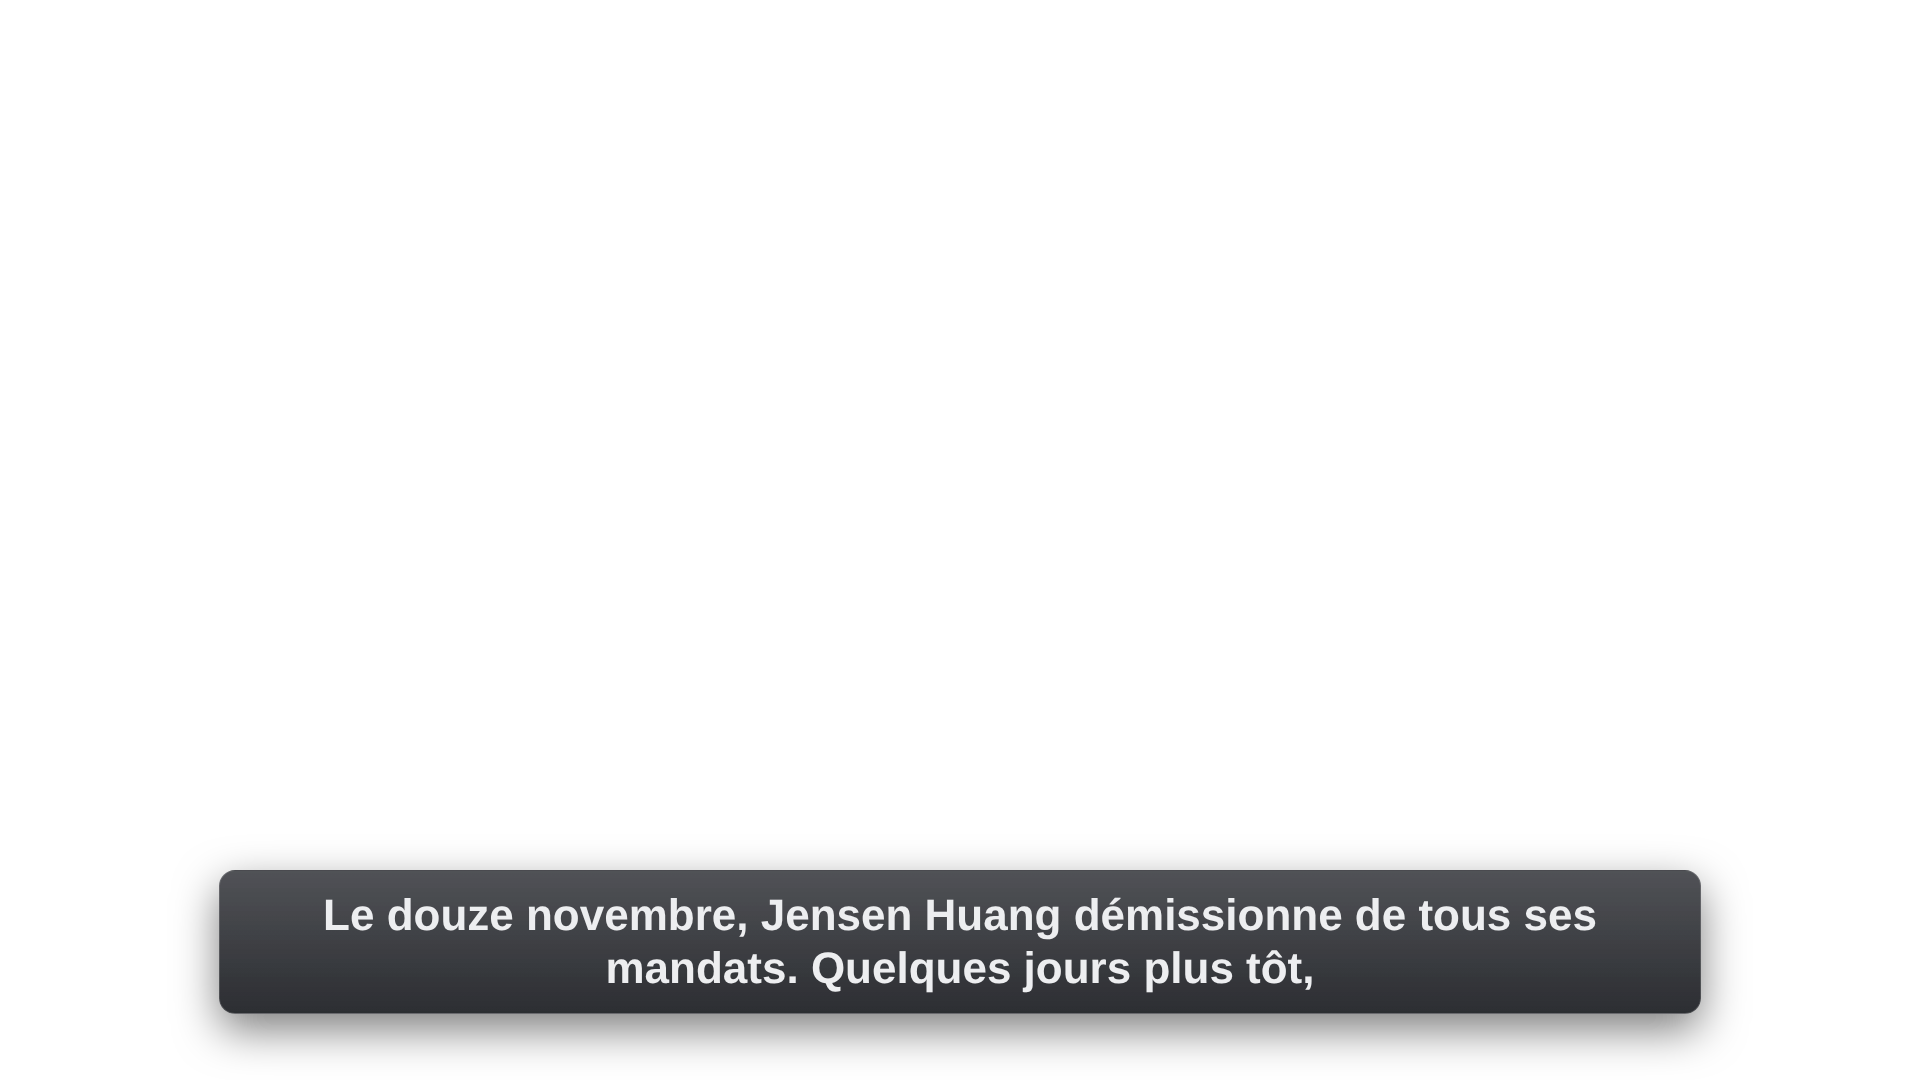 Le douze novembre, Jensen Huang démissionne de tous ses
mandats. Quelques jours plus tôt,